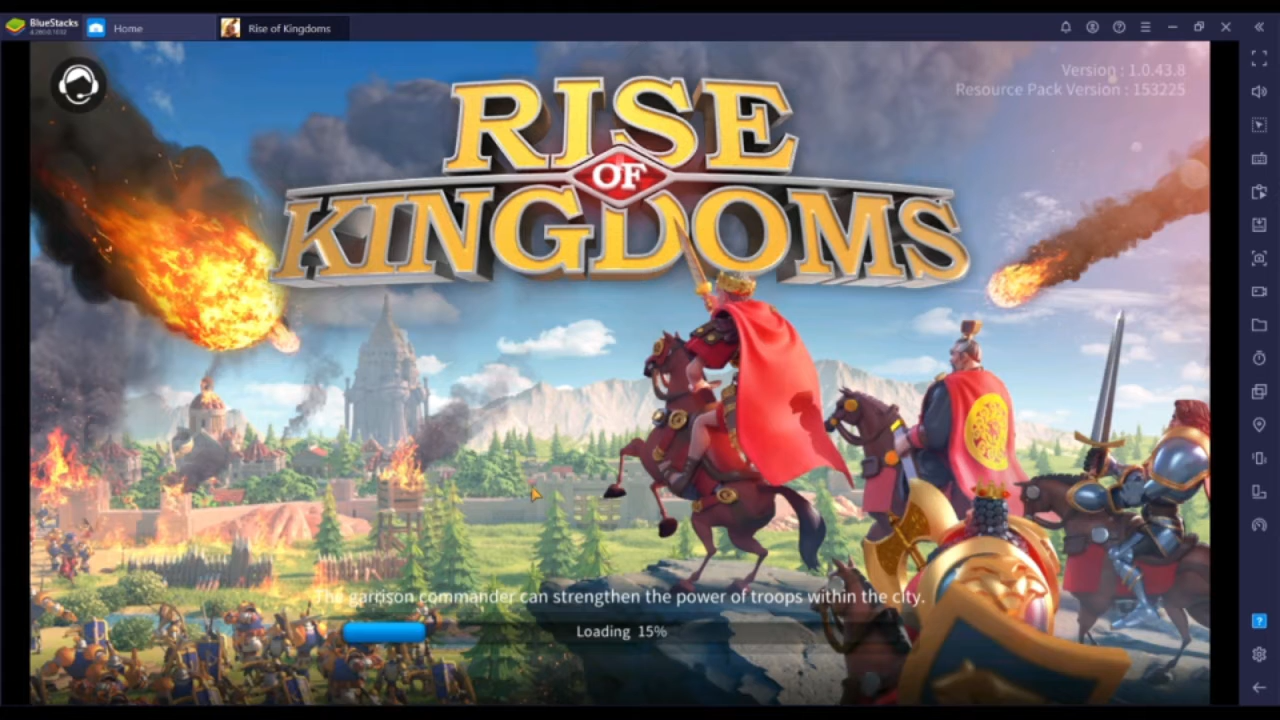 BlueStacks
Home
Rise of Kingdoms
Version : 1.0.43.8
Resource Pack Version : 153225
RISE
OF
KINGDOMS
The garrison commander can strengthen the power of troops within the city.
Loading 15%